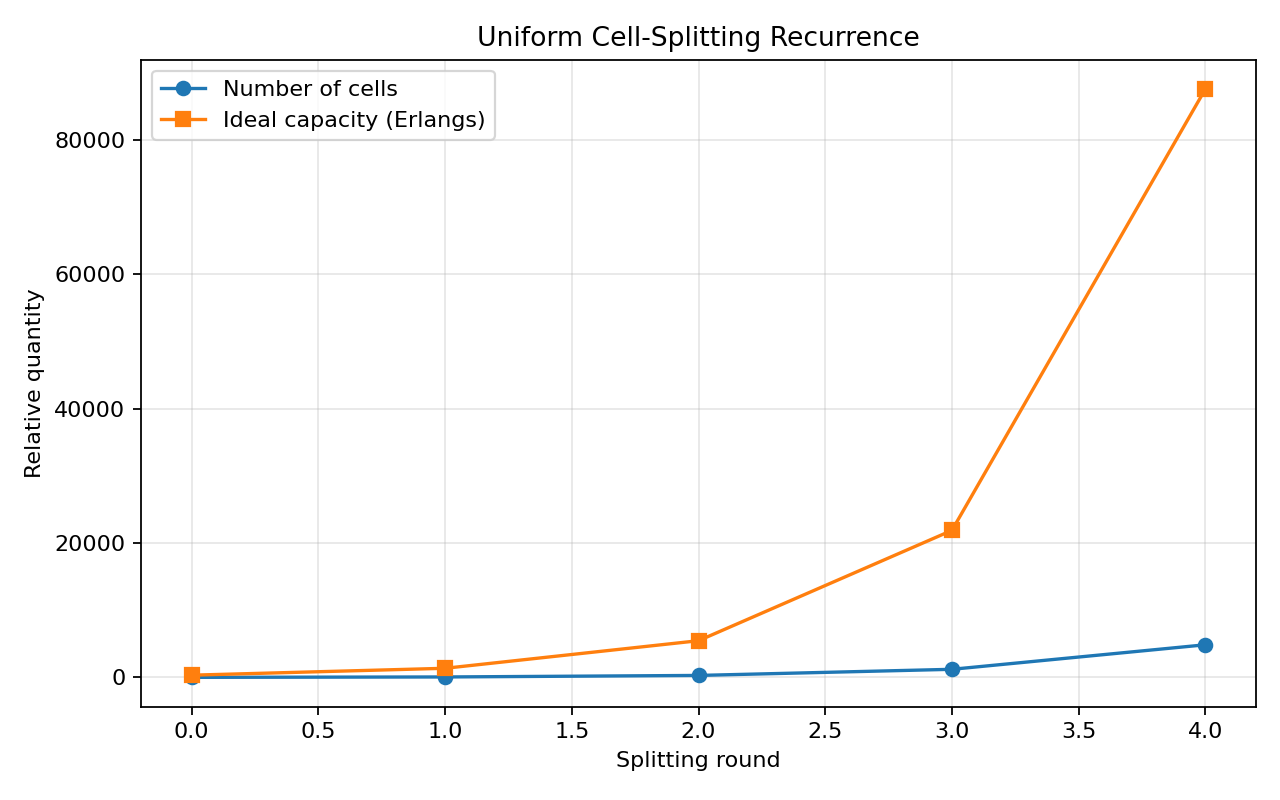 Uniform Cell-Splitting Recurrence
Number of cells
Ideal capacity (Erlangs)
Relative quantity
80000
60000
40000
20000
0
0.0 0.5 1.0 1.5 2.0 2.5 3.0 3.5 4.0
Splitting round